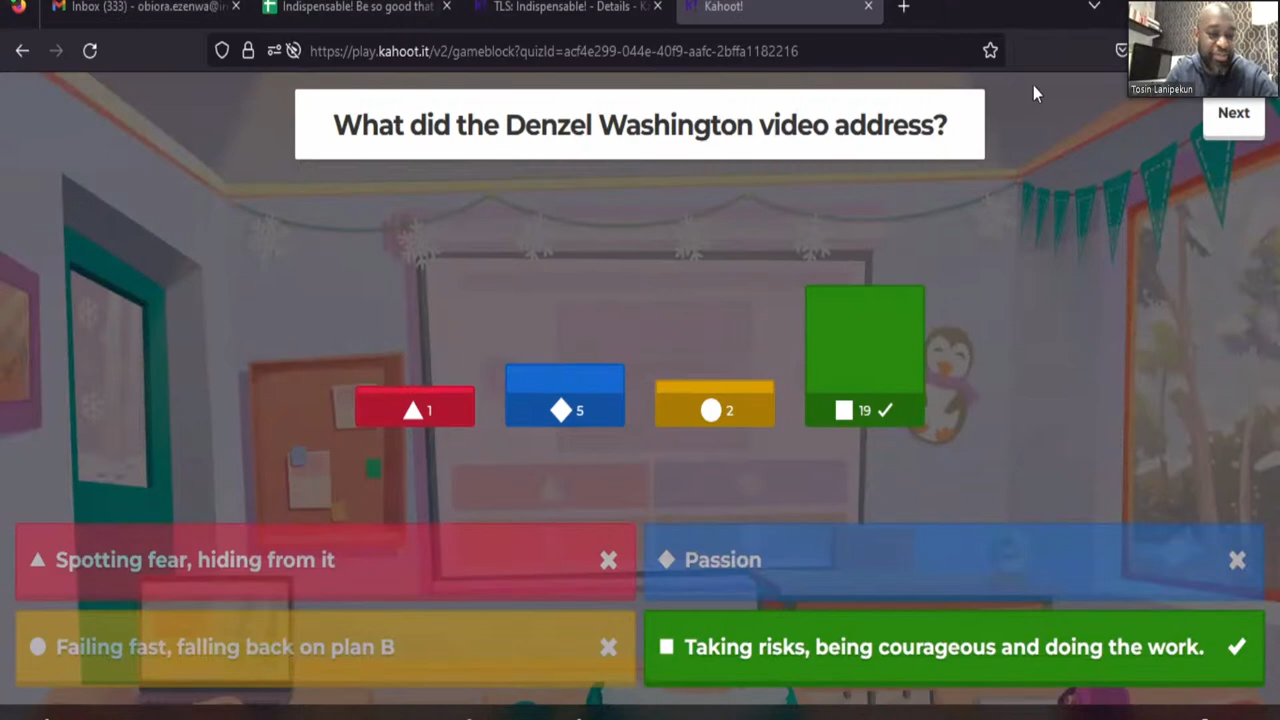 Inbox (333) - obiora.ezenwa@in
Indispensable! Be so good that
TLS: Indispensable! - Details - K
Kahoot!
https://play.kahoot.it/v2/gameblock?quizId=acf4e299-044e-40f9-aafc-2bffa1182216
Tosin Lanipekun
What did the Denzel Washington video address?
Next
1
5
2
19
Spotting fear, hiding from it
Passion
Failing fast, falling back on plan B
Taking risks, being courageous and doing the work.